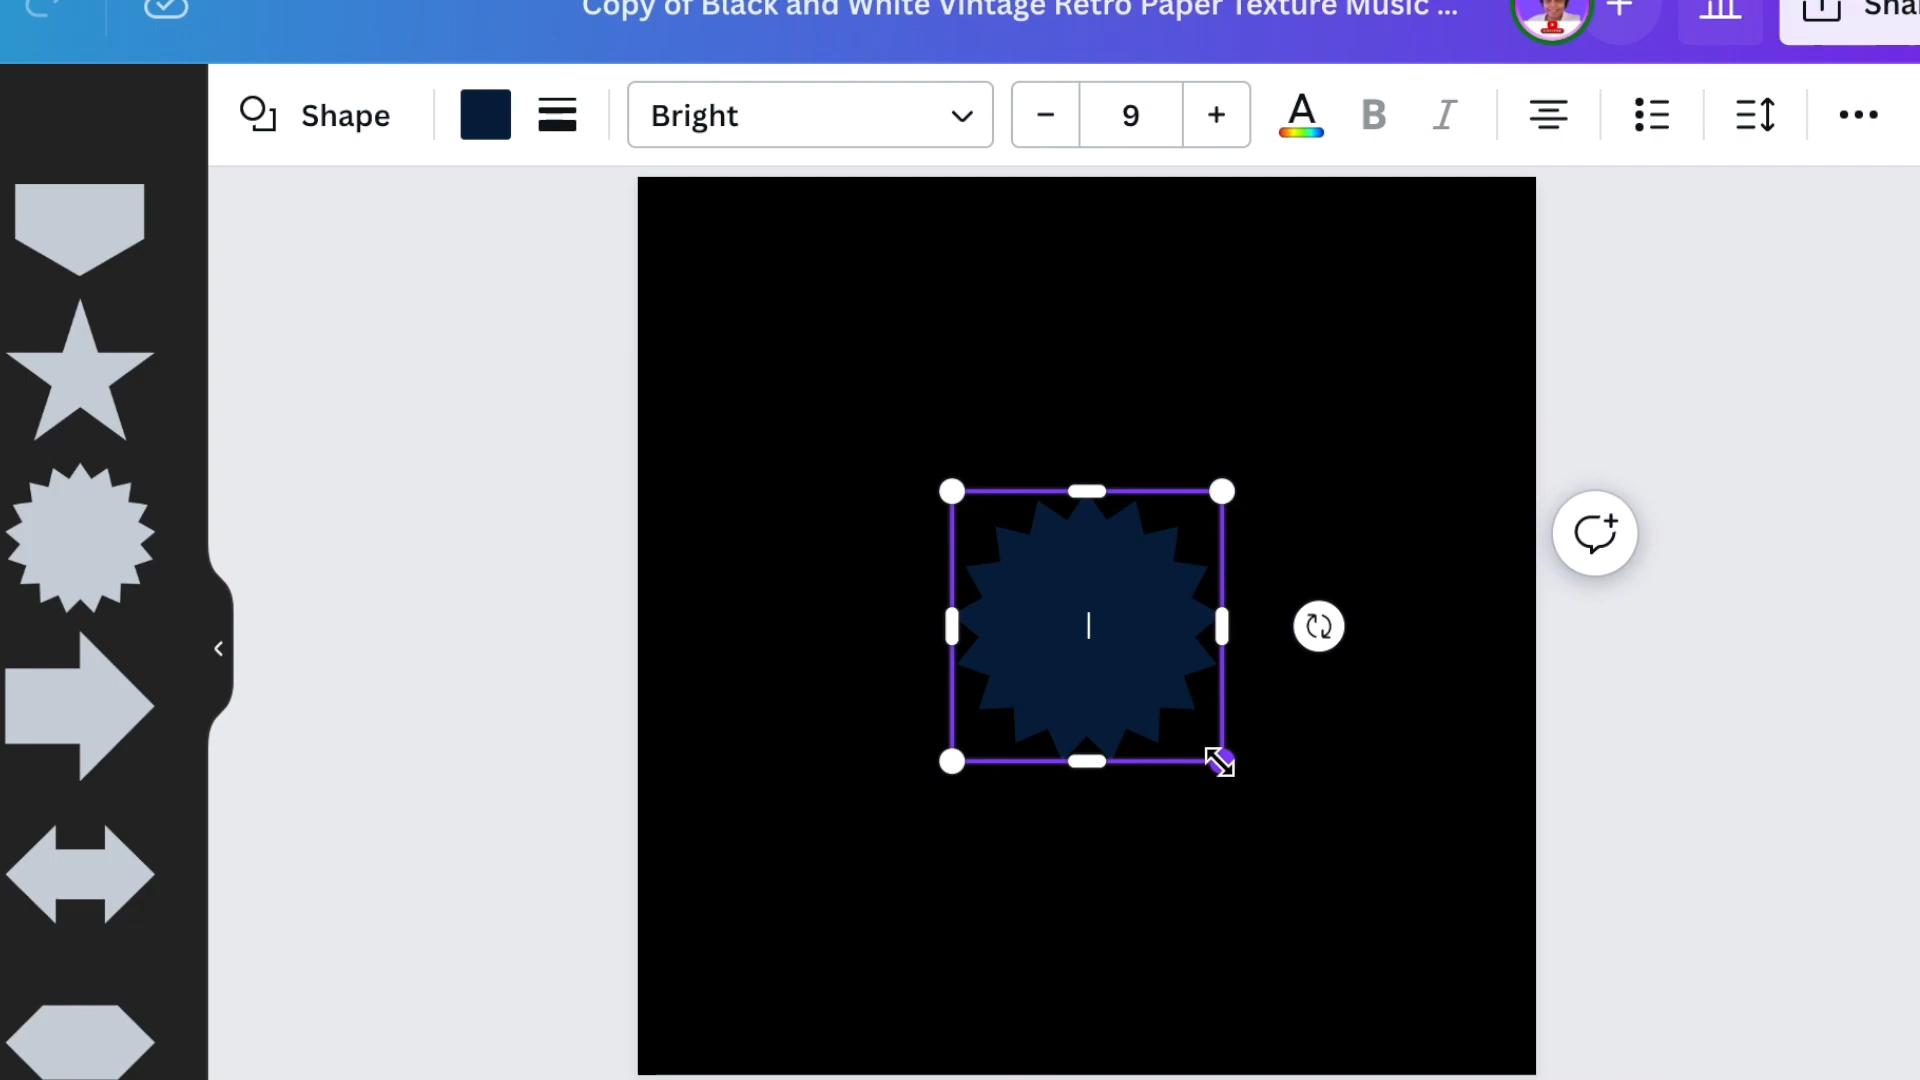 Copy of Black and White Vintage Retro Paper Texture Music ...
Shape
Bright
9
A
B
I